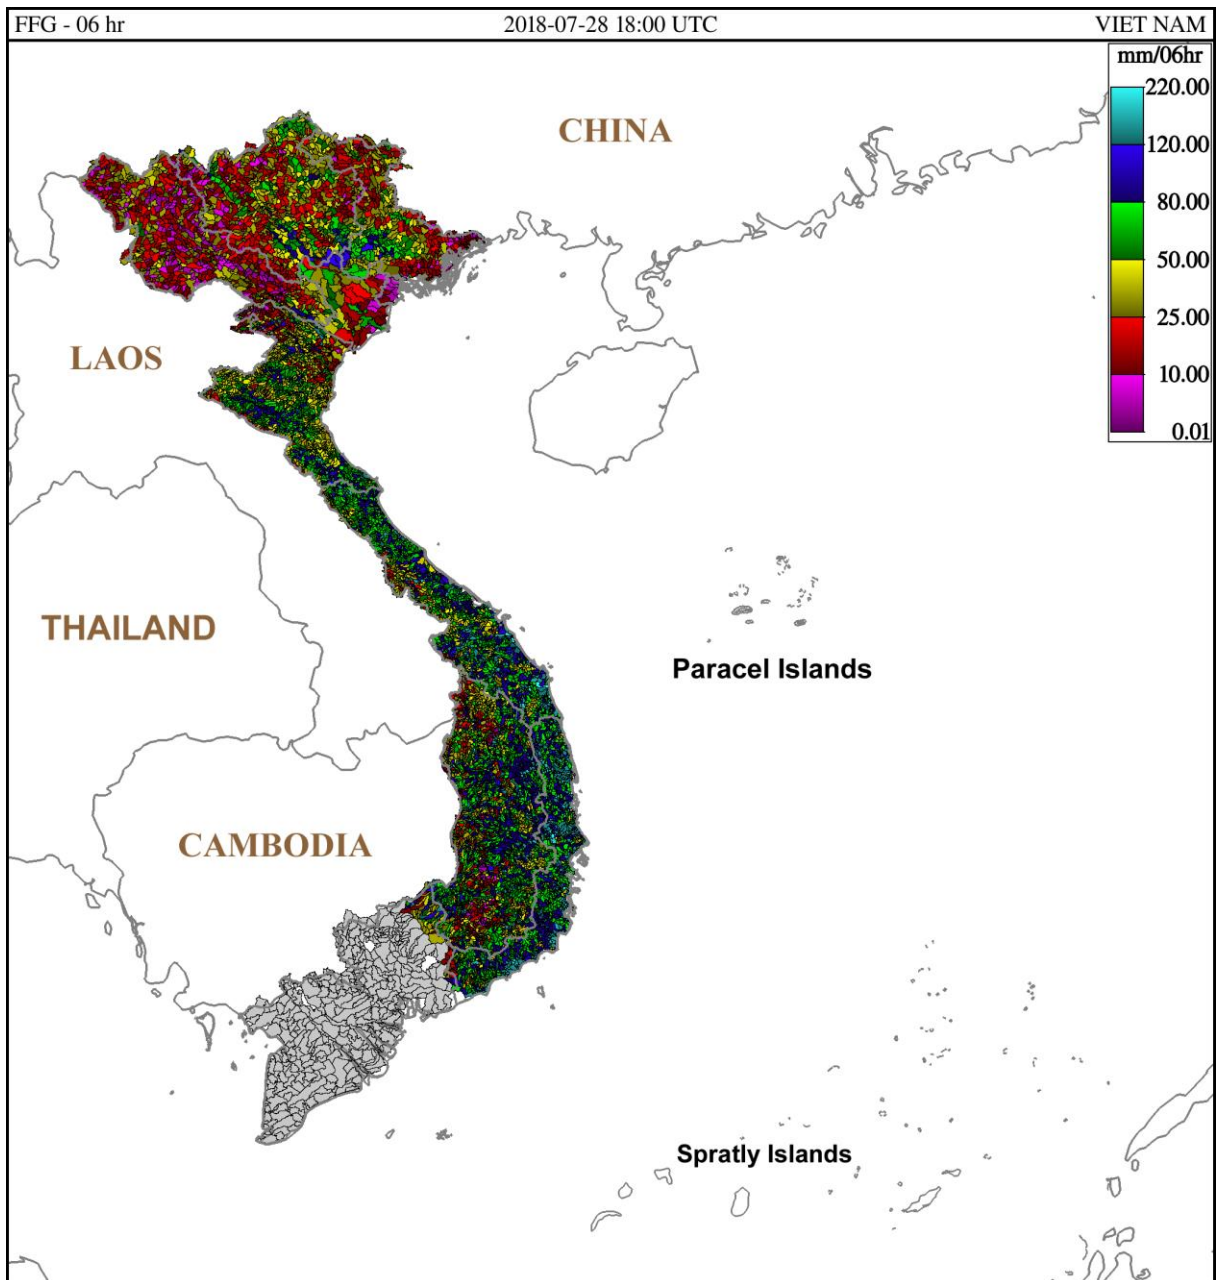 FFG - 06 hr
2018-07-28 18:00 UTC
VIET NAM
mm/06hr
220.00
120.00
80.00
50.00
25.00
10.00
0.01
CHINA
LAOS
THAILAND
Paracel Islands
CAMBODIA
Spratly Islands